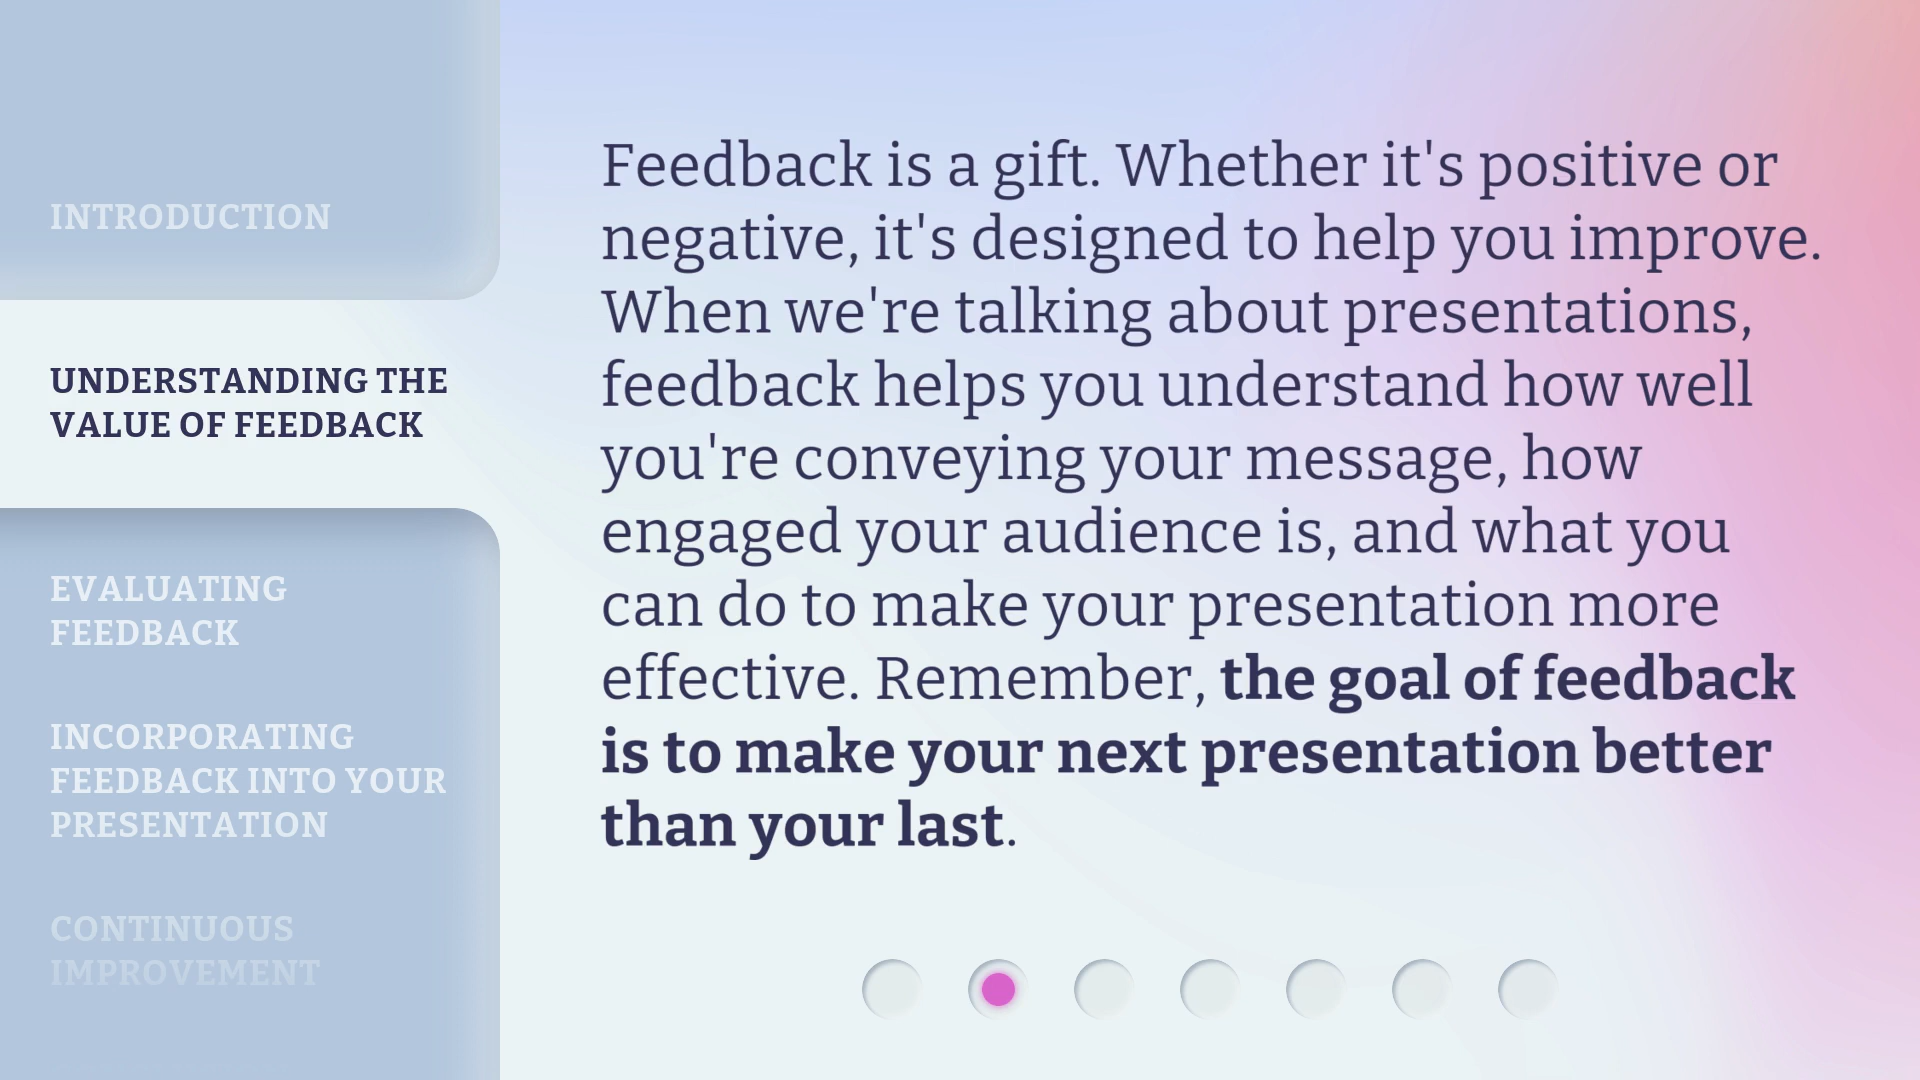 INTRODUCTION
UNDERSTANDING THE
VALUE OF FEEDBACK
EVALUATING
FEEDBACK
INCORPORATING
FEEDBACK INTO YOUR
PRESENTATION
CONTINUOUS
IMPROVEMENT
Feedback is a gift. Whether it's positive or
negative, it's designed to help you improve.
When we're talking about presentations,
feedback helps you understand how well
you're conveying your message, how
engaged your audience is, and what you
can do to make your presentation more
effective. Remember, the goal of feedback
is to make your next presentation better
than your last.